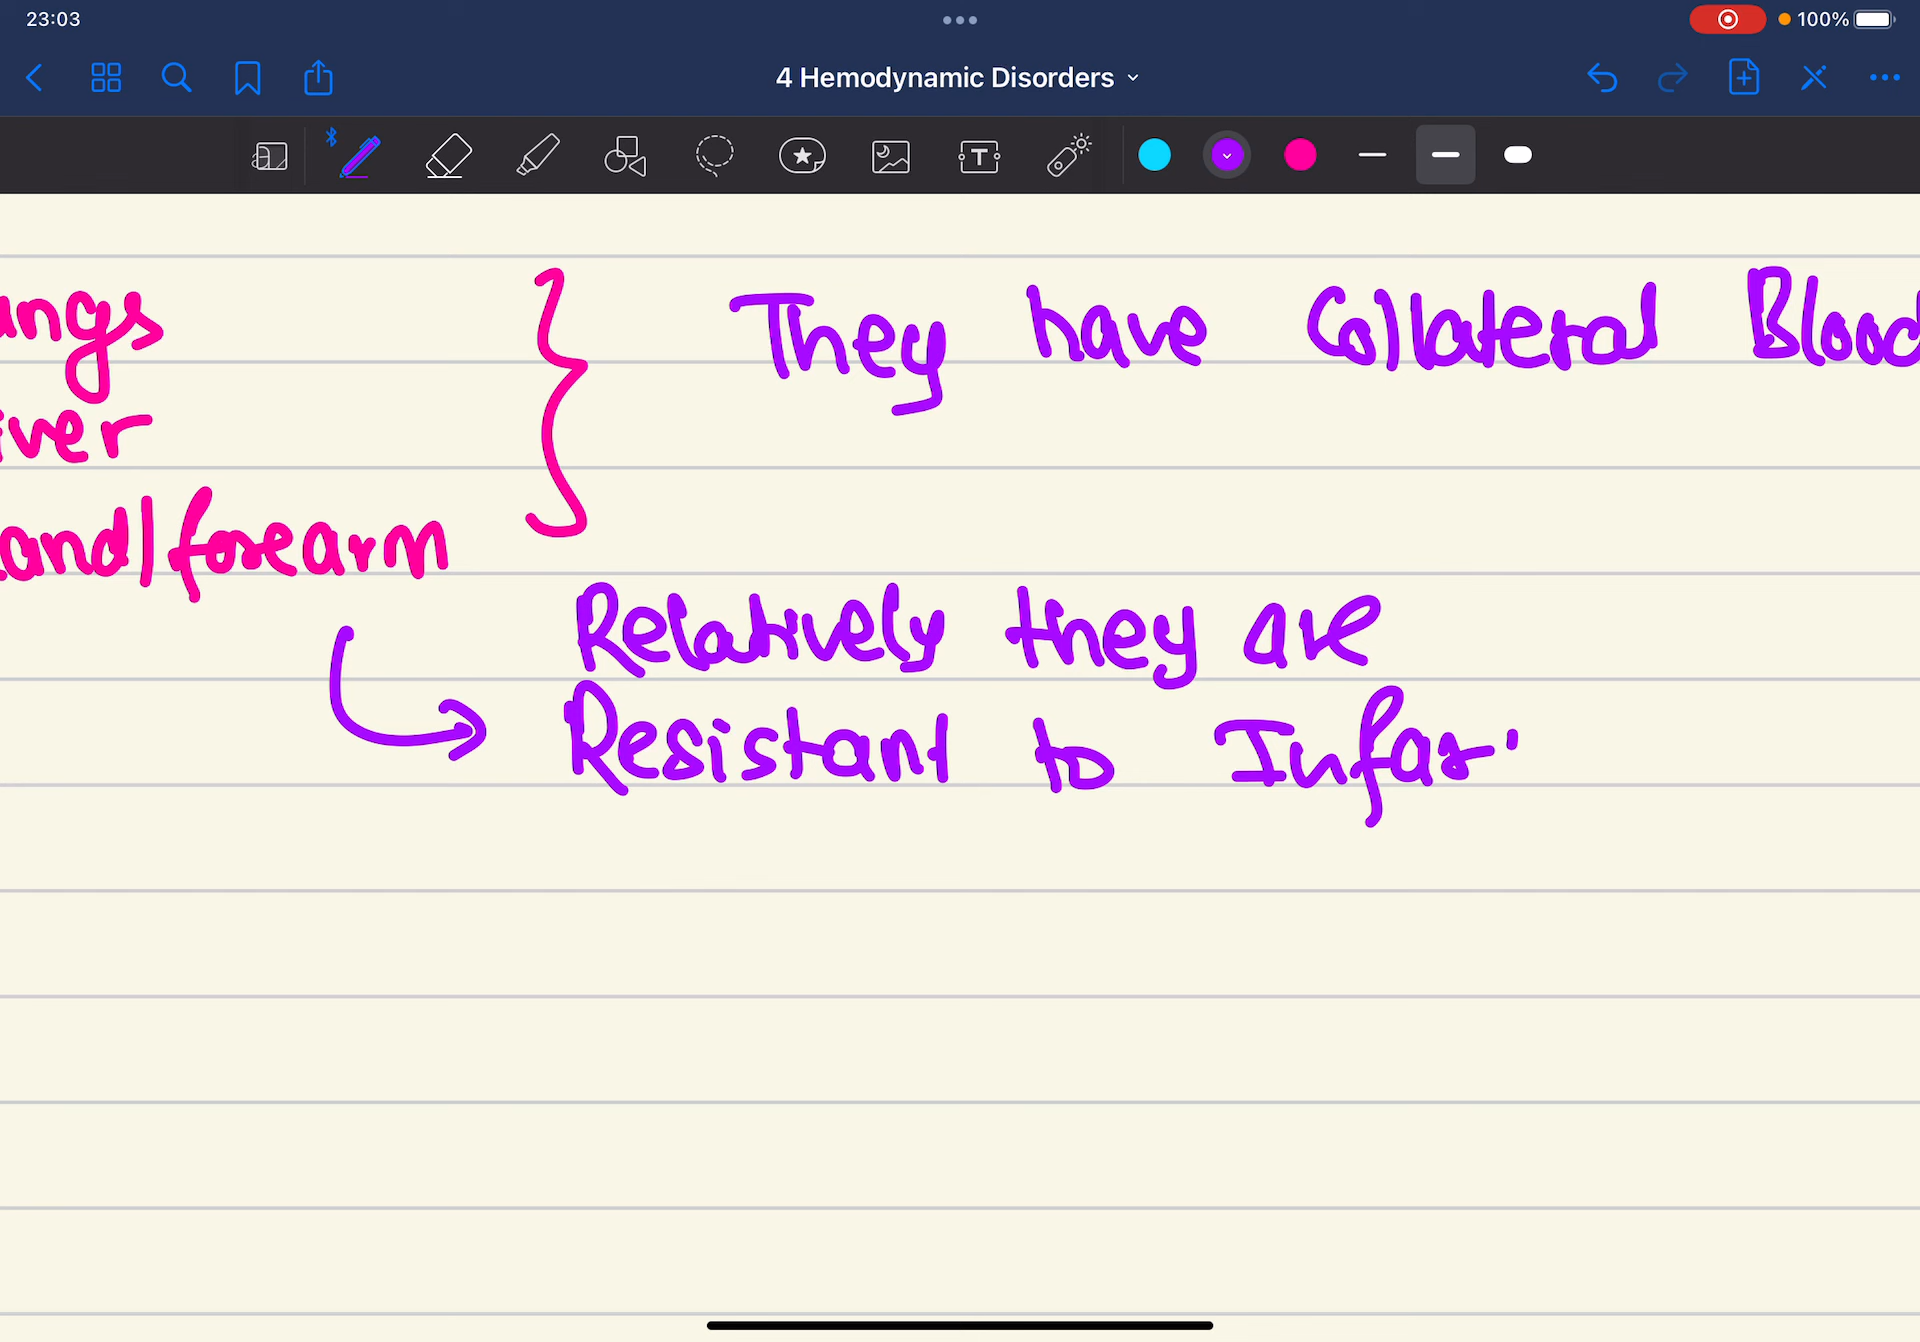 23:03
100%
4 Hemodynamic Disorders
T
ungs } They have Collateral Blood
iver
and/forearm
Relatively they are
Resistant to Infar